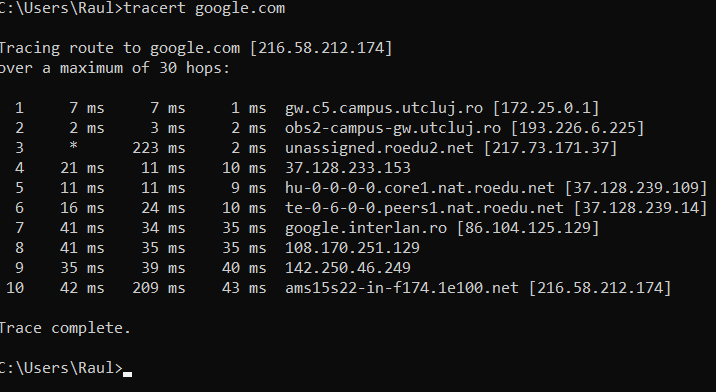 C:\Users\Raul>tracert google.com
Tracing route to google.com [216.58.212.174]
over a maximum of 30 hops:
1 7 ms 7 ms 1 ms gw.c5.campus.utcluj.ro [172.25.0.1]
2 2 ms 3 ms 2 ms obs2-campus-gw.utcluj.ro [193.226.6.225]
3 * 223 ms 2 ms unassigned.roedu2.net [217.73.171.37]
4 21 ms 11 ms 10 ms 37.128.233.153
5 11 ms 11 ms 9 ms hu-0-0-0-0.core1.nat.roedu.net [37.128.239.109]
6 16 ms 24 ms 10 ms te-0-6-0-0.peers1.nat.roedu.net [37.128.239.14]
7 41 ms 34 ms 35 ms google.interlan.ro [86.104.125.129]
8 41 ms 35 ms 35 ms 108.170.251.129
9 35 ms 39 ms 40 ms 142.250.46.249
10 42 ms 209 ms 43 ms ams15s22-in-f174.1e100.net [216.58.212.174]
Trace complete.
C:\Users\Raul>